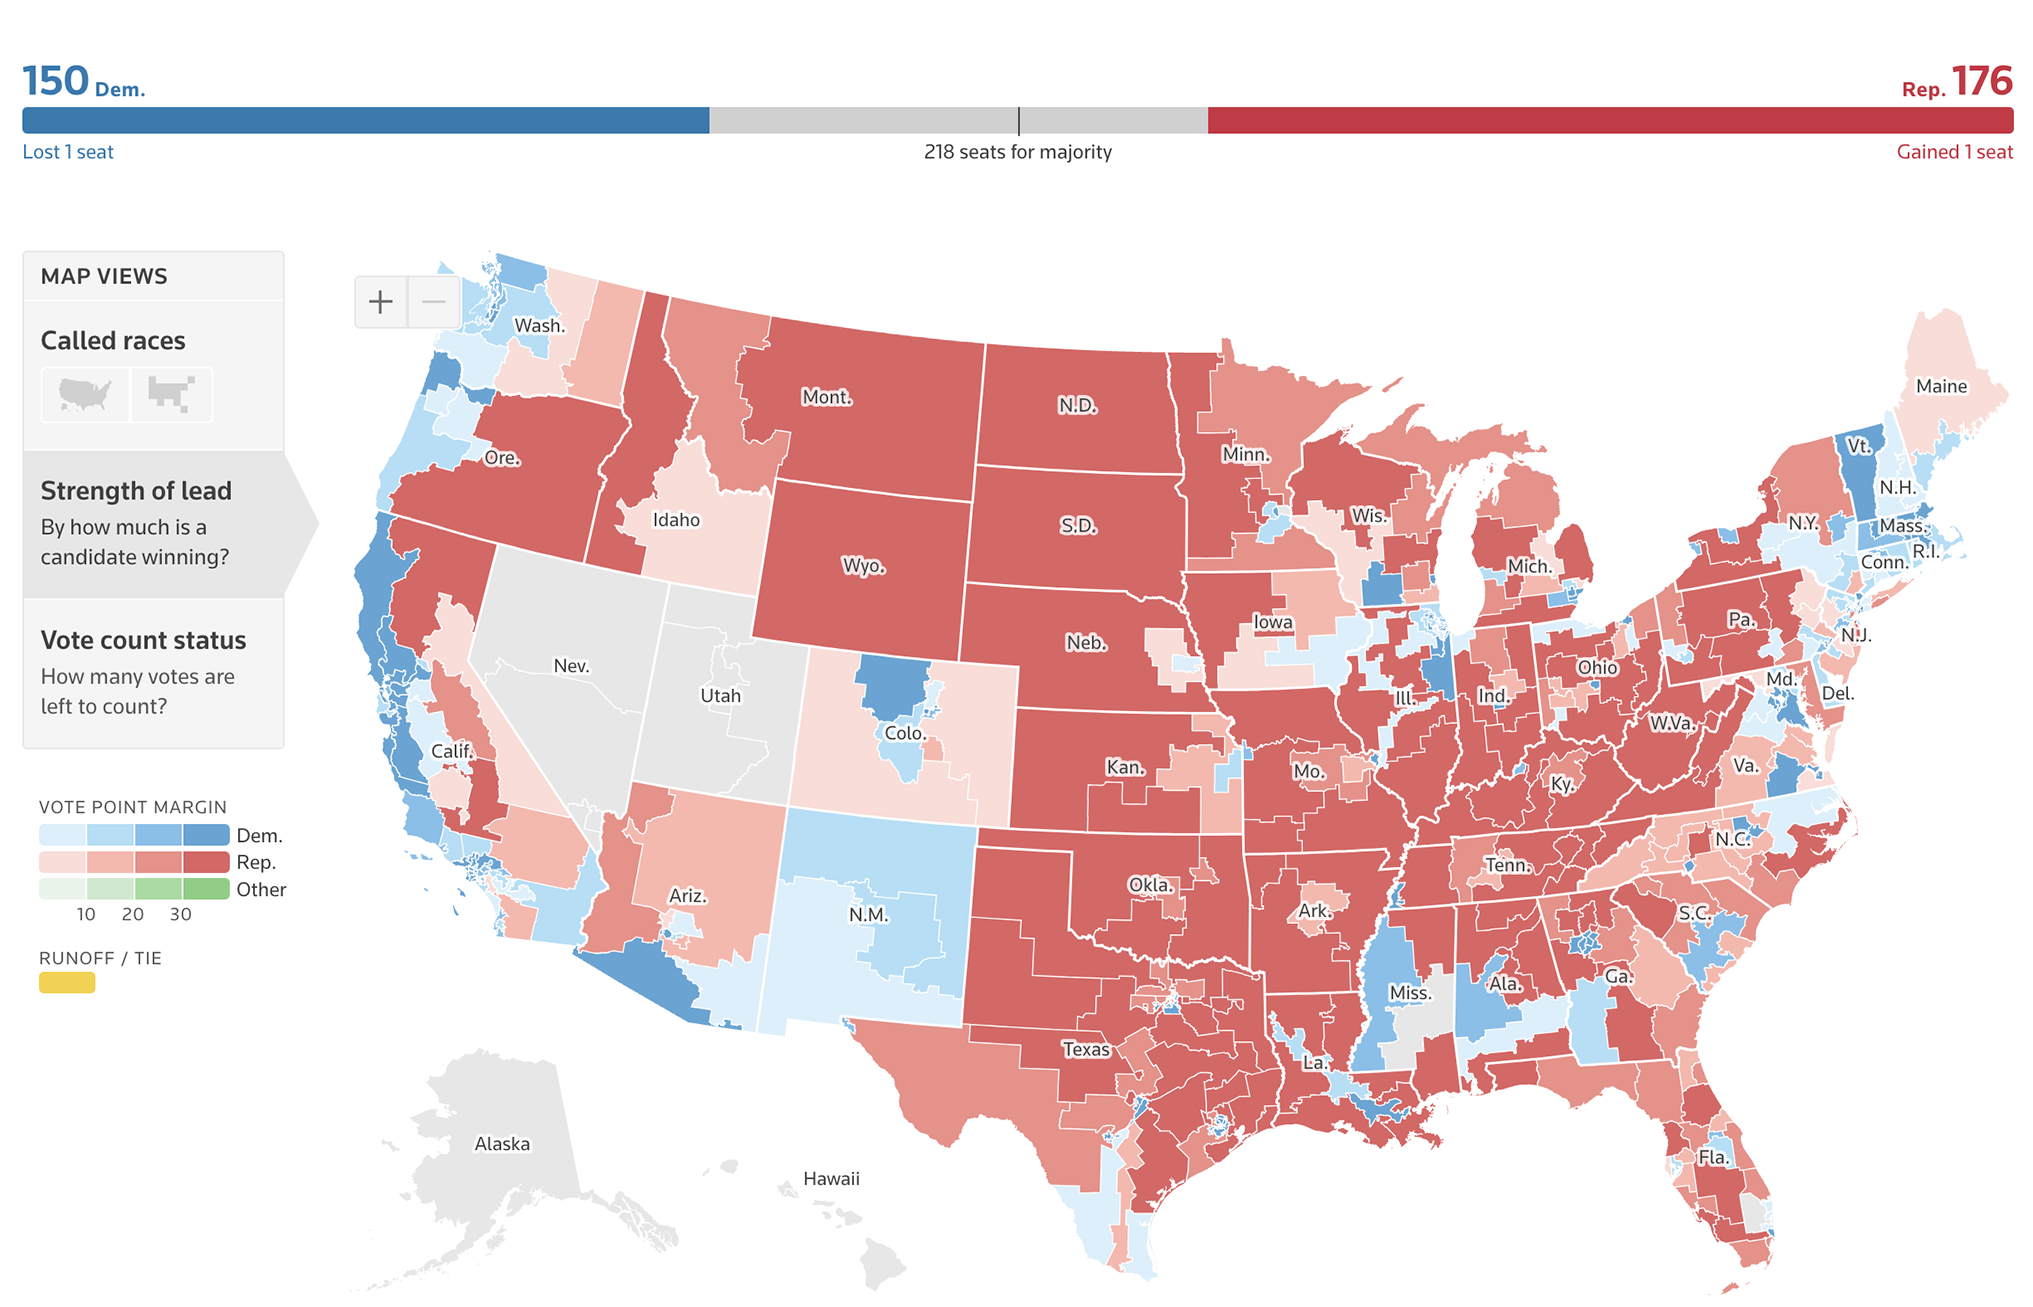 150 Dem.
Rep. 176
Lost 1 seat
218 seats for majority
Gained 1 seat
MAP VIEWS
Called races
Strength of lead
By how much is a
candidate winning?
Vote count status
How many votes are
left to count?
VOTE POINT MARGIN
Dem.
Rep.
Other
10 20 30
RUNOFF / TIE
+ −
Wash.
Mont.
N.D.
Minn.
Maine
Vt.
Ore.
Idaho
S.D.
Wis.
N.H.
N.Y.
Mass.
Wyo.
Mich.
R.I.
Conn.
Iowa
Pa.
Neb.
N.J.
Nev.
Utah
Ohio
Md.
Del.
Ill.
Ind.
Colo.
W.Va.
Calif.
Kan.
Mo.
Ky.
Va.
N.C.
Tenn.
Okla.
Ariz.
N.M.
Ark.
S.C.
Miss.
Ala.
Ga.
Texas
La.
Fla.
Alaska
Hawaii